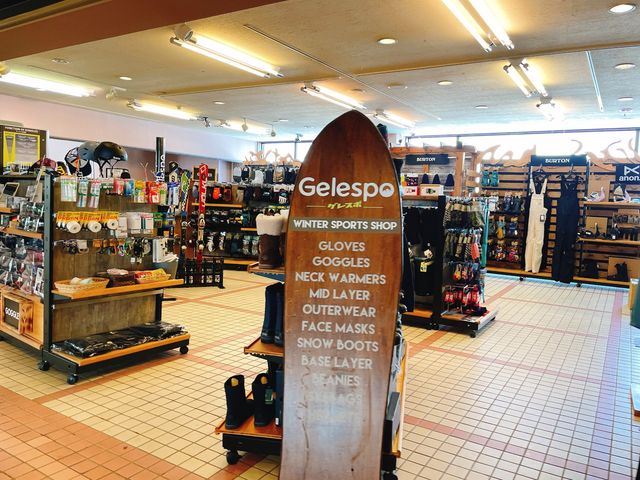 Gelespo
ゲレスポ
WINTER SPORTS SHOP
GLOVES
GOGGLES
NECK WARMERS
MID LAYER
OUTERWEAR
FACE MASKS
SNOW BOOTS
BASE LAYER
BEANIES
BURTON
BURTON
anon.
GOGGLE